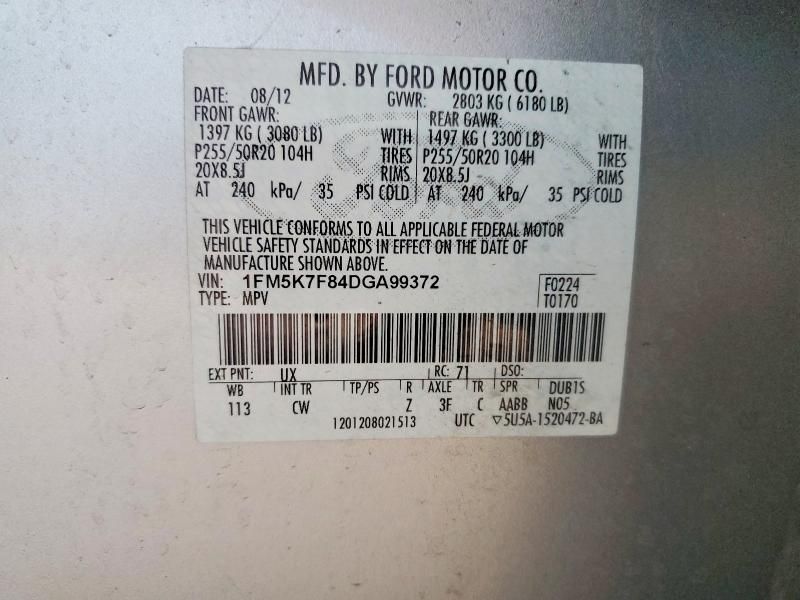 MFD. BY FORD MOTOR CO.
DATE: 08/12 GVWR: 2803 KG ( 6180 LB)
FRONT GAWR: REAR GAWR:
1397 KG ( 3080 LB) WITH 1497 KG ( 3300 LB) WITH
P255/50R20 104H TIRES P255/50R20 104H TIRES
20X8.5J RIMS 20X8.5J RIMS
AT 240 kPa/ 35 PSI COLD AT 240 kPa/ 35 PSI COLD
THIS VEHICLE CONFORMS TO ALL APPLICABLE FEDERAL MOTOR
VEHICLE SAFETY STANDARDS IN EFFECT ON THE DATE OF
MANUFACTURE SHOWN ABOVE.
VIN: 1FM5K7F84DGA99372 F0224
TYPE: MPV T0170
EXT PNT: UX RC: 71 DSO:
WB INT TR TP/PS R AXLE TR SPR DUB1S
113 CW Z 3F C AABB N05
1201208021513 UTC ▽5U5A-1520472-BA